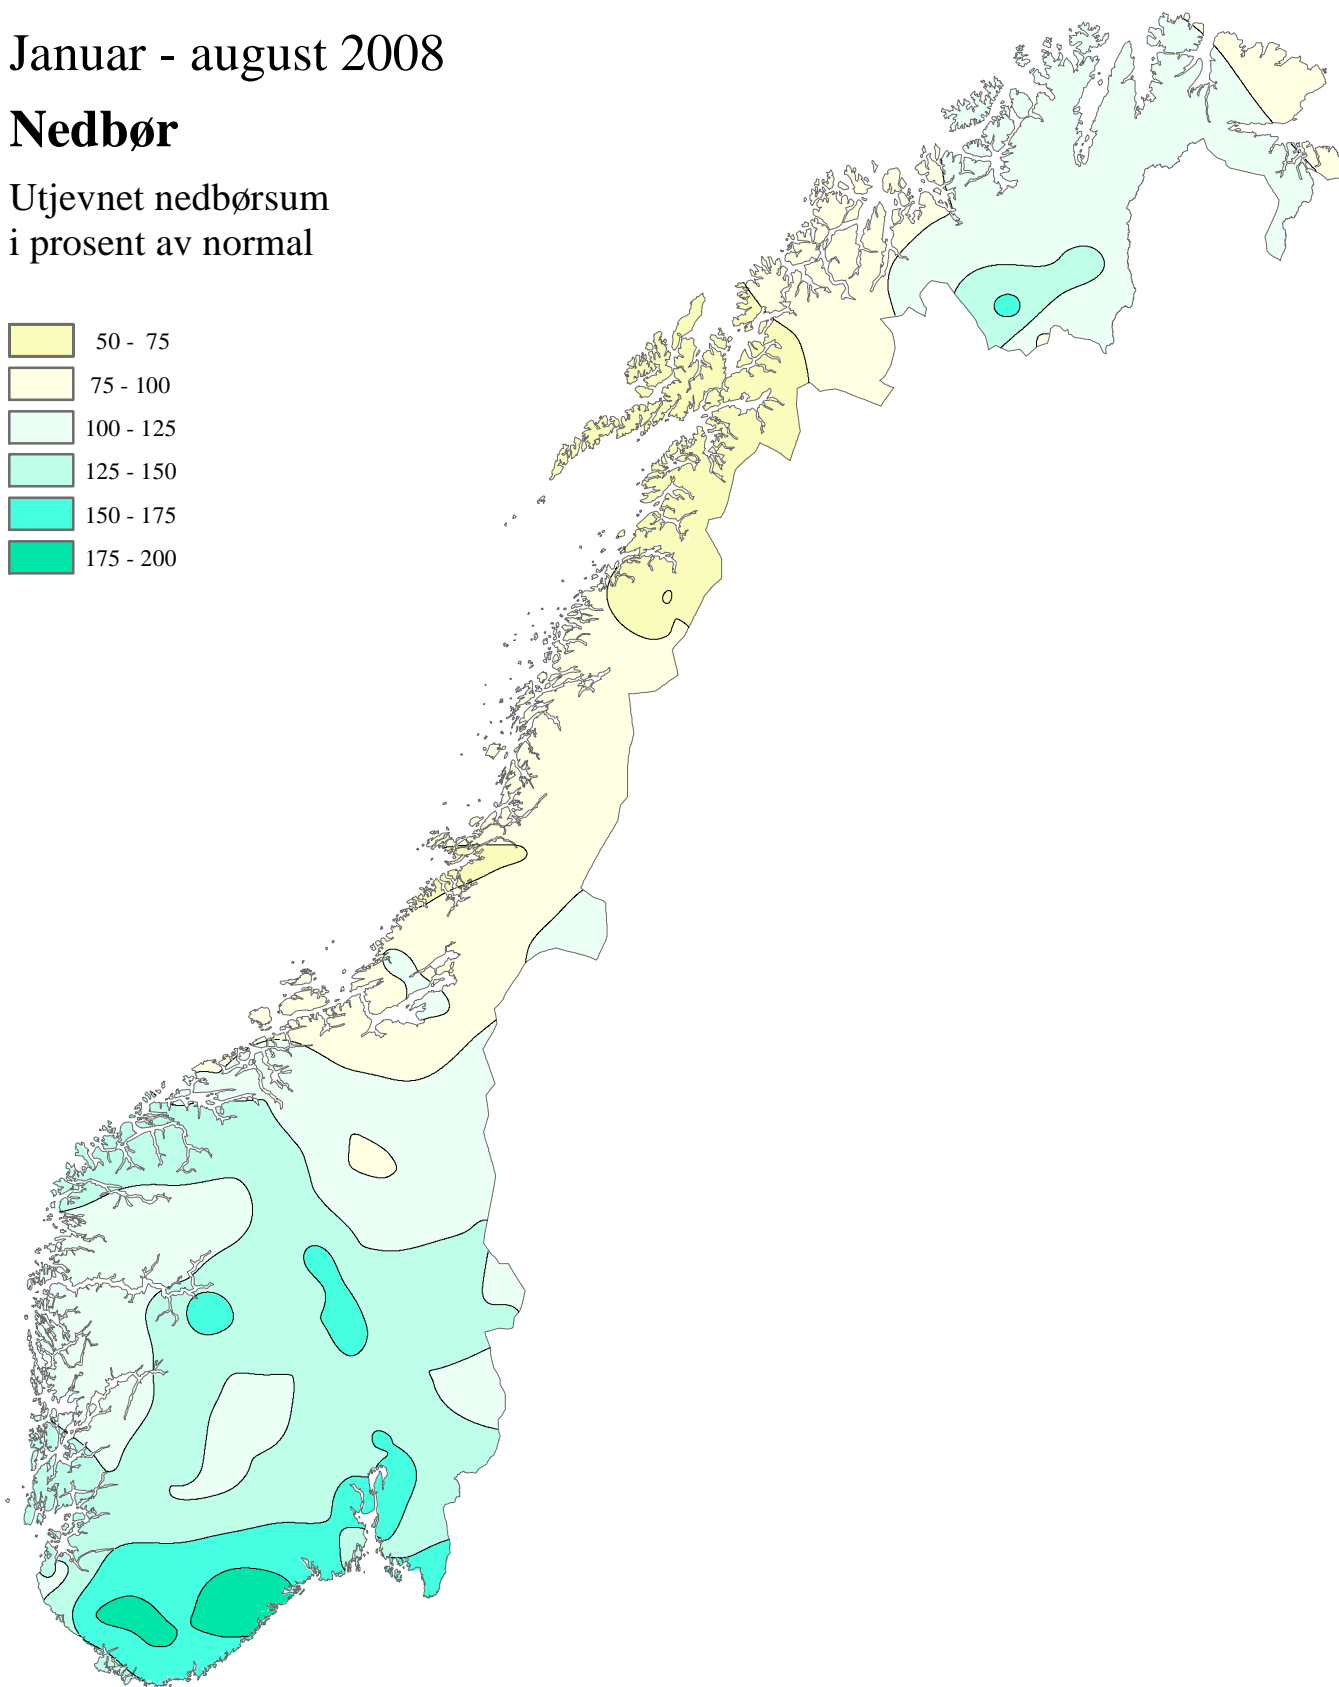 Januar - august 2008
Nedbør
Utjevnet nedbørsum
i prosent av normal
50 - 75
75 - 100
100 - 125
125 - 150
150 - 175
175 - 200